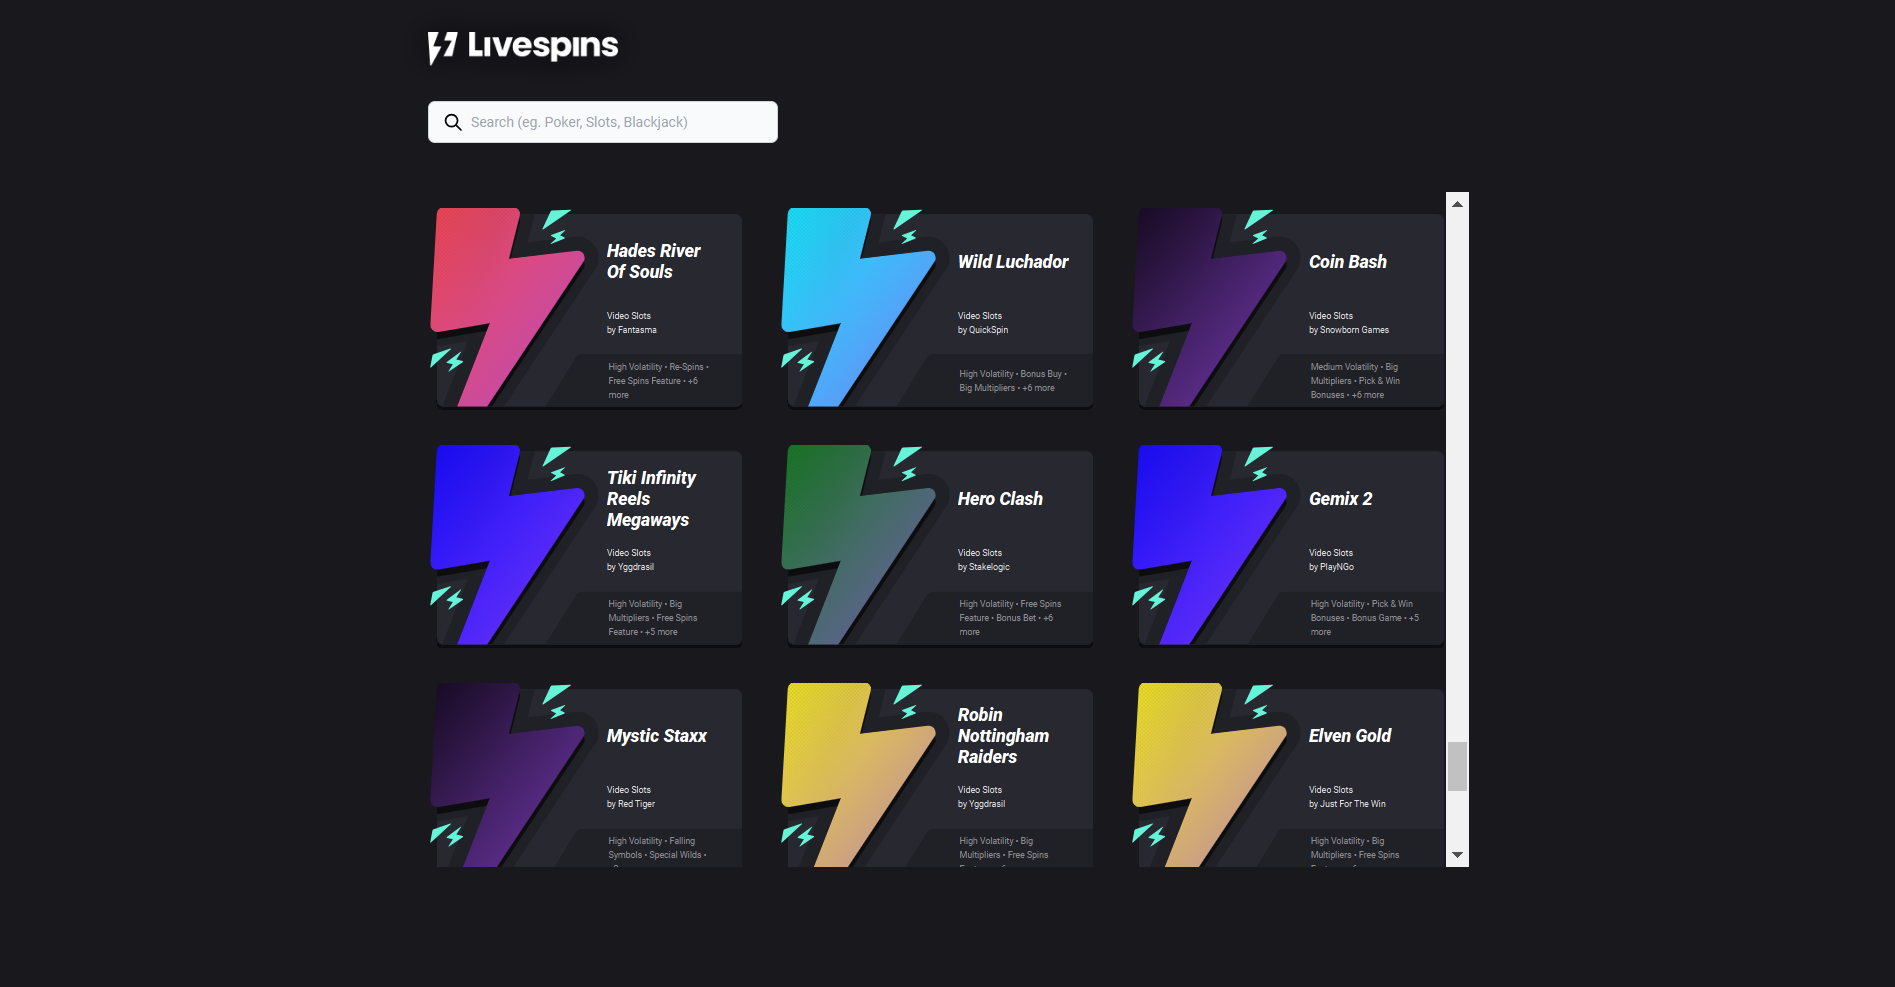 Livespins
Search (eg. Poker, Slots, Blackjack)
Hades River
Of Souls
Video Slots
by Fantasma
High Volatility • Re-Spins •
Free Spins Feature • +6
more
Wild Luchador
Video Slots
by QuickSpin
High Volatility • Bonus Buy •
Big Multipliers • +6 more
Coin Bash
Video Slots
by Snowborn Games
Medium Volatility • Big
Multipliers • Pick & Win
Bonuses • +6 more
Tiki Infinity
Reels
Megaways
Video Slots
by Yggdrasil
High Volatility • Big
Multipliers • Free Spins
Feature • +5 more
Hero Clash
Video Slots
by Stakelogic
High Volatility • Free Spins
Feature • Bonus Bet • +6
more
Gemix 2
Video Slots
by PlayNGo
High Volatility • Pick & Win
Bonuses • Bonus Game • +5
more
Mystic Staxx
Video Slots
by Red Tiger
High Volatility • Falling
Symbols • Special Wilds •
Robin
Nottingham
Raiders
Video Slots
by Yggdrasil
High Volatility • Big
Multipliers • Free Spins
Elven Gold
Video Slots
by Just For The Win
High Volatility • Big
Multipliers • Free Spins